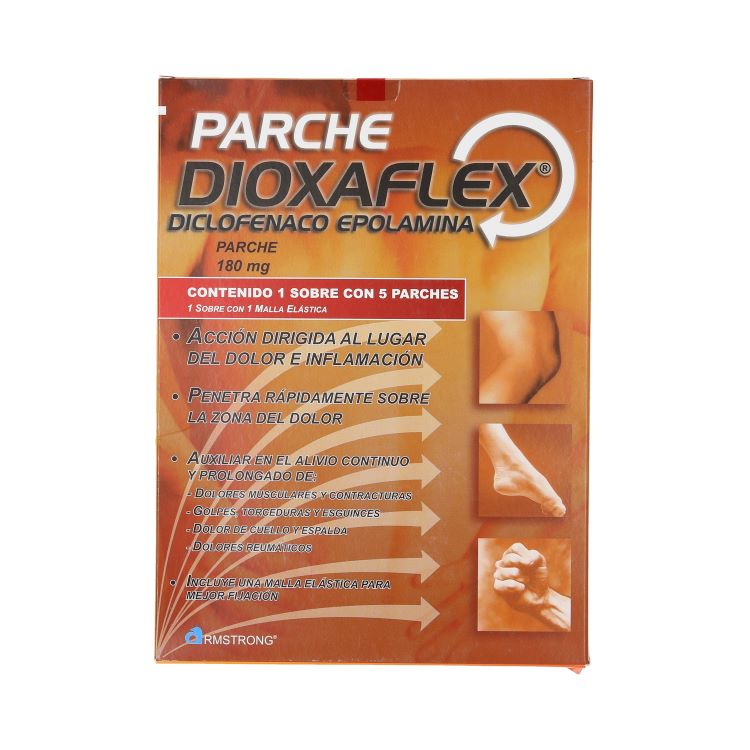 PARCHE
DIOXAFLEX®
DICLOFENACO EPOLAMINA
PARCHE
180 mg
CONTENIDO 1 SOBRE CON 5 PARCHES
1 SOBRE CON 1 MALLA ELÁSTICA
• ACCIÓN DIRIGIDA AL LUGAR
DEL DOLOR E INFLAMACIÓN
• PENETRA RÁPIDAMENTE SOBRE
LA ZONA DEL DOLOR
• AUXILIAR EN EL ALIVIO CONTINUO
Y PROLONGADO DE:
- DOLORES MUSCULARES Y CONTRACTURAS
- GOLPES, TORCEDURAS Y ESGUINCES
- DOLOR DE CUELLO Y ESPALDA
- DOLORES REUMÁTICOS
• INCLUYE UNA MALLA ELÁSTICA PARA
MEJOR FIJACIÓN
ARMSTRONG®